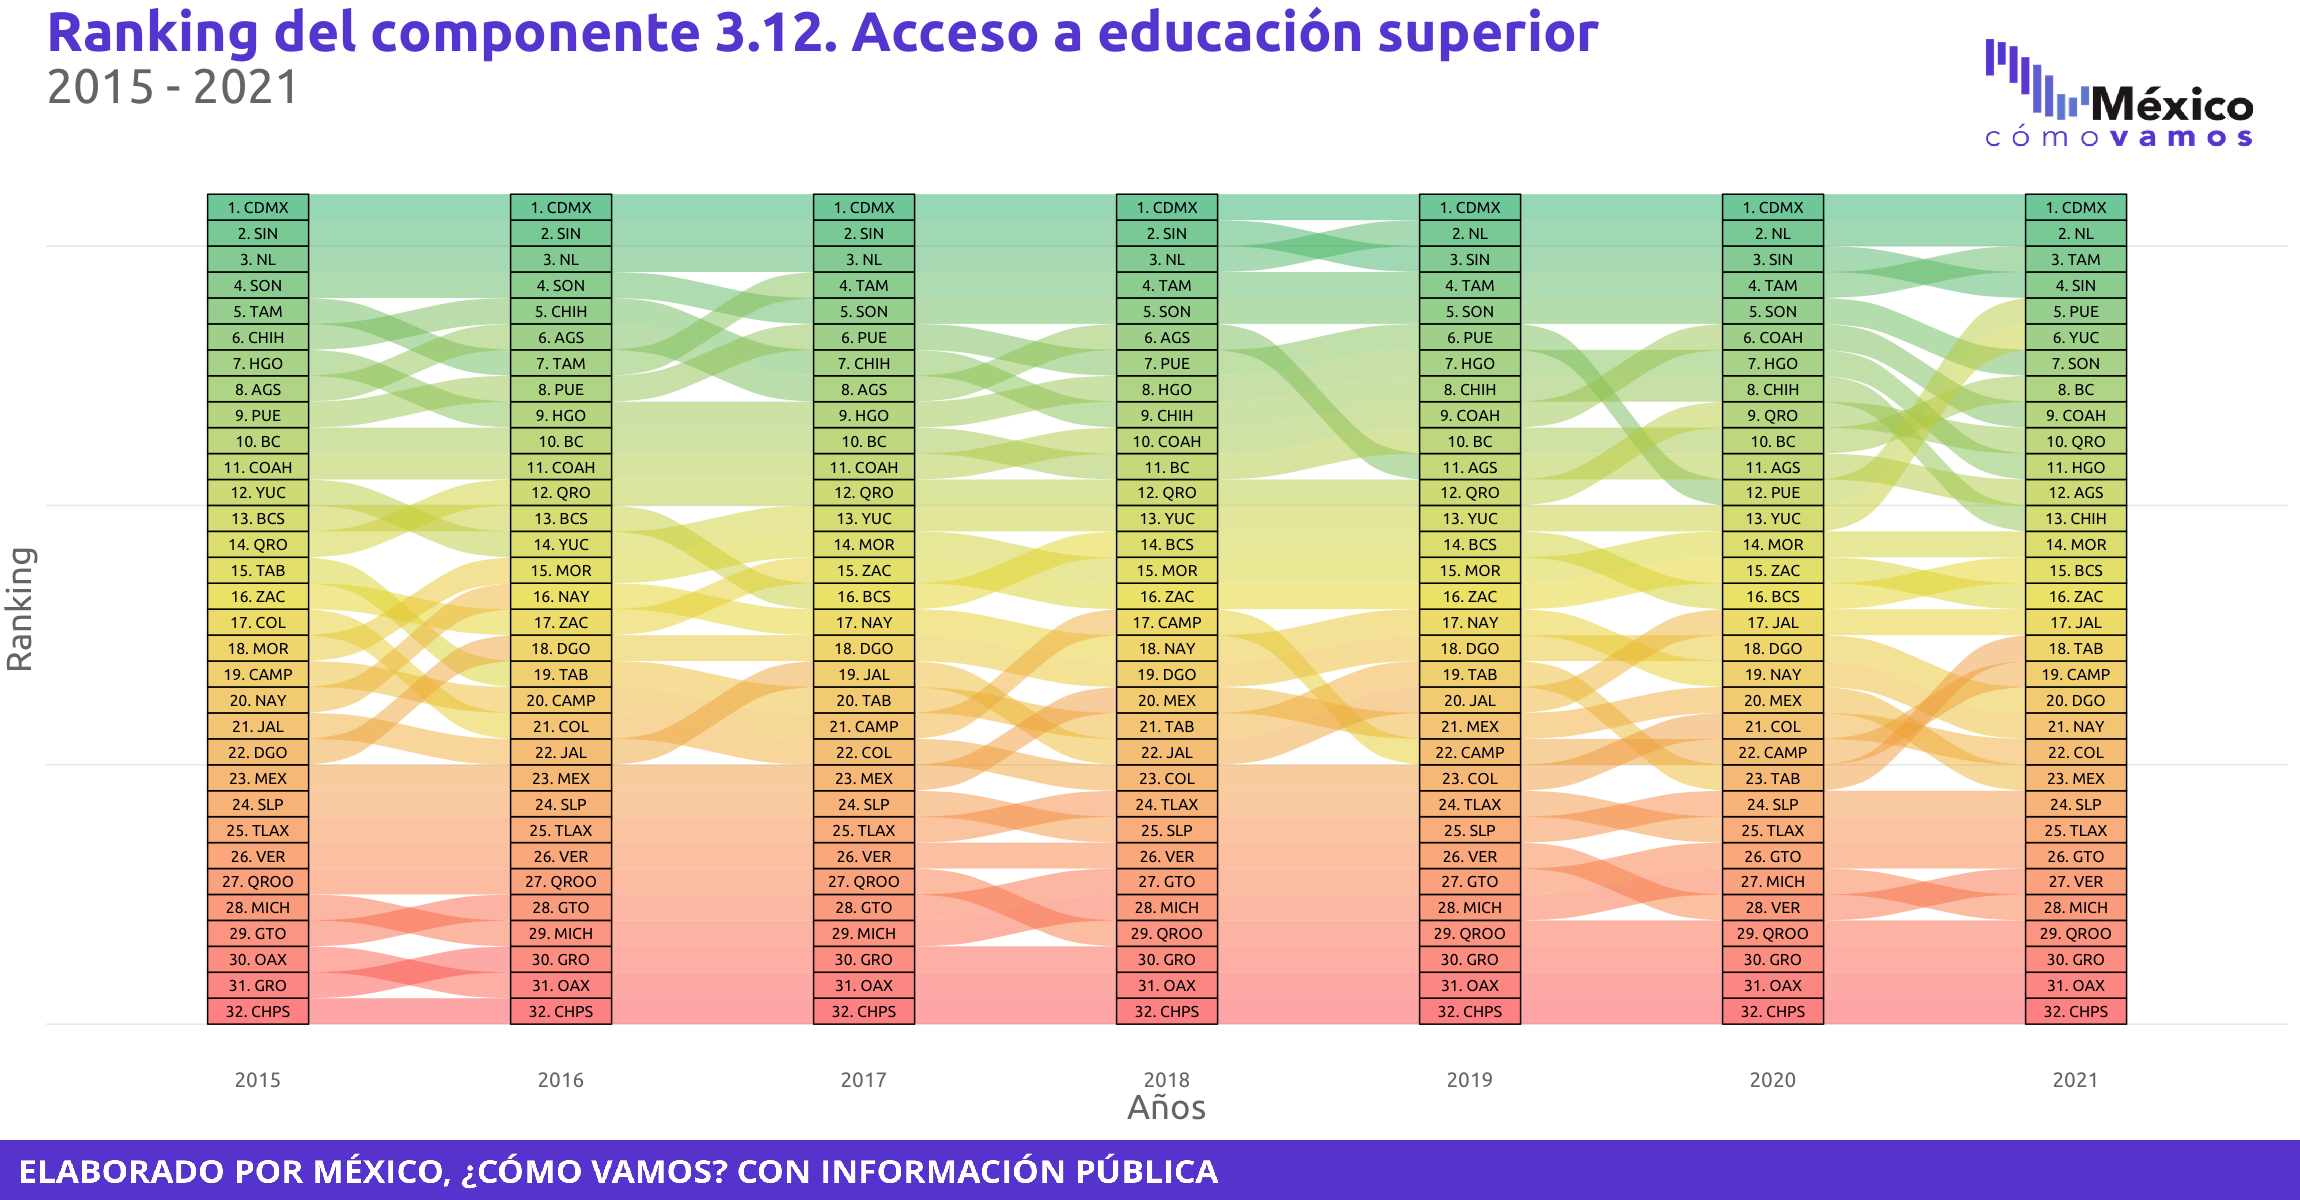 Ranking del componente 3.12. Acceso a educación superior
2015 - 2021
México
cómovamos
Ranking
1. CDMX 1. CDMX 1. CDMX 1. CDMX 1. CDMX 1. CDMX 1. CDMX
2. SIN 2. SIN 2. SIN 2. SIN 2. NL 2. NL 2. NL
3. NL 3. NL 3. NL 3. NL 3. SIN 3. SIN 3. TAM
4. SON 4. SON 4. TAM 4. TAM 4. TAM 4. TAM 4. SIN
5. TAM 5. CHIH 5. SON 5. SON 5. SON 5. SON 5. PUE
6. CHIH 6. AGS 6. PUE 6. AGS 6. PUE 6. COAH 6. YUC
7. HGO 7. TAM 7. CHIH 7. PUE 7. HGO 7. HGO 7. SON
8. AGS 8. PUE 8. AGS 8. HGO 8. CHIH 8. CHIH 8. BC
9. PUE 9. HGO 9. HGO 9. CHIH 9. COAH 9. QRO 9. COAH
10. BC 10. BC 10. BC 10. COAH 10. BC 10. BC 10. QRO
11. COAH 11. COAH 11. COAH 11. BC 11. AGS 11. AGS 11. HGO
12. YUC 12. QRO 12. QRO 12. QRO 12. QRO 12. PUE 12. AGS
13. BCS 13. BCS 13. YUC 13. YUC 13. YUC 13. YUC 13. CHIH
14. QRO 14. YUC 14. MOR 14. BCS 14. BCS 14. MOR 14. MOR
15. TAB 15. MOR 15. ZAC 15. MOR 15. MOR 15. ZAC 15. BCS
16. ZAC 16. NAY 16. BCS 16. ZAC 16. ZAC 16. BCS 16. ZAC
17. COL 17. ZAC 17. NAY 17. CAMP 17. NAY 17. JAL 17. JAL
18. MOR 18. DGO 18. DGO 18. NAY 18. DGO 18. DGO 18. TAB
19. CAMP 19. TAB 19. JAL 19. DGO 19. TAB 19. NAY 19. CAMP
20. NAY 20. CAMP 20. TAB 20. MEX 20. JAL 20. MEX 20. DGO
21. JAL 21. COL 21. CAMP 21. TAB 21. MEX 21. COL 21. NAY
22. DGO 22. JAL 22. COL 22. JAL 22. CAMP 22. CAMP 22. COL
23. MEX 23. MEX 23. MEX 23. COL 23. COL 23. TAB 23. MEX
24. SLP 24. SLP 24. SLP 24. TLAX 24. TLAX 24. SLP 24. SLP
25. TLAX 25. TLAX 25. TLAX 25. SLP 25. SLP 25. TLAX 25. TLAX
26. VER 26. VER 26. VER 26. VER 26. VER 26. GTO 26. GTO
27. QROO 27. QROO 27. QROO 27. GTO 27. GTO 27. MICH 27. VER
28. MICH 28. GTO 28. GTO 28. MICH 28. MICH 28. VER 28. MICH
29. GTO 29. MICH 29. MICH 29. QROO 29. QROO 29. QROO 29. QROO
30. OAX 30. GRO 30. GRO 30. GRO 30. GRO 30. GRO 30. GRO
31. GRO 31. OAX 31. OAX 31. OAX 31. OAX 31. OAX 31. OAX
32. CHPS 32. CHPS 32. CHPS 32. CHPS 32. CHPS 32. CHPS 32. CHPS
2015 2016 2017 2018 2019 2020 2021
Años
ELABORADO POR MÉXICO, ¿CÓMO VAMOS? CON INFORMACIÓN PÚBLICA